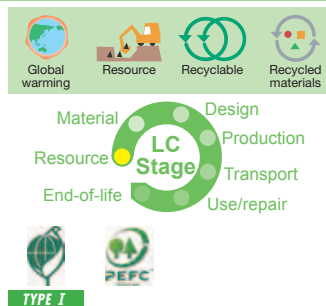 Global
warming
Resource
Recyclable
Recycled
materials
Material
Design
Production
Resource
LC
Stage
Transport
End-of-life
Use/repair
PEFC
TYPE I